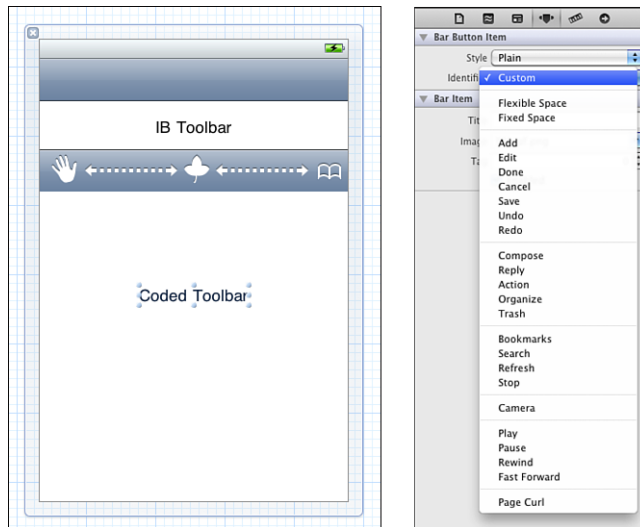 IB Toolbar
Coded Toolbar
Bar Button Item
Style Plain
Identifi ✓ Custom
Bar Item
Flexible Space
Fixed Space
Tit
Imag
Ta
Add
Edit
Done
Cancel
Save
Undo
Redo
Compose
Reply
Action
Organize
Trash
Bookmarks
Search
Refresh
Stop
Camera
Play
Pause
Rewind
Fast Forward
Page Curl